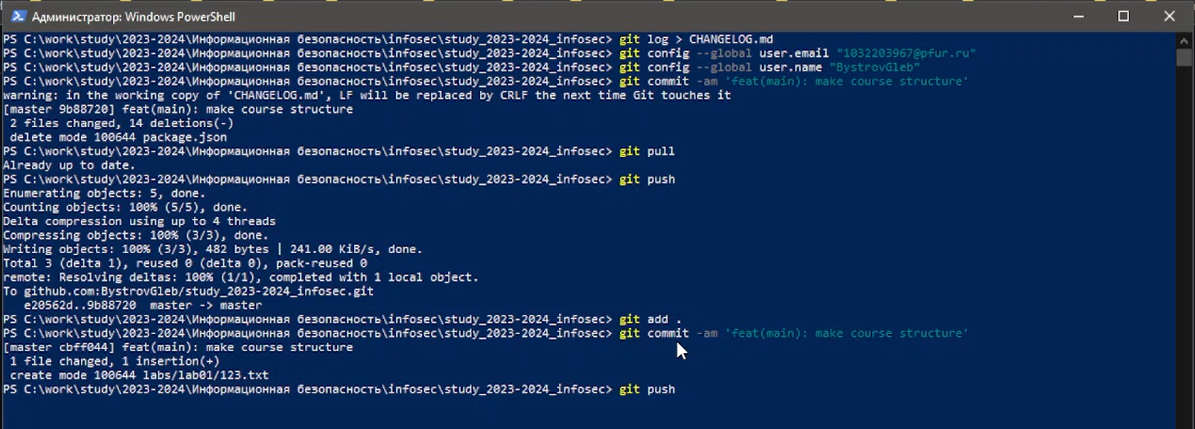 Администратор: Windows PowerShell
PS C:\work\study\2023-2024\Информационная безопасность\infosec\study_2023-2024_infosec> git log > CHANGELOG.md
PS C:\work\study\2023-2024\Информационная безопасность\infosec\study_2023-2024_infosec> git config --global user.email "1032203967@pfur.ru"
PS C:\work\study\2023-2024\Информационная безопасность\infosec\study_2023-2024_infosec> git config --global user.name "BystrovGleb"
PS C:\work\study\2023-2024\Информационная безопасность\infosec\study_2023-2024_infosec> git commit -am 'feat(main): make course structure'
warning: in the working copy of 'CHANGELOG.md', LF will be replaced by CRLF the next time Git touches it
[master 9b88720] feat(main): make course structure
2 files changed, 14 deletions(-)
delete mode 100644 package.json
PS C:\work\study\2023-2024\Информационная безопасность\infosec\study_2023-2024_infosec> git pull
Already up to date.
PS C:\work\study\2023-2024\Информационная безопасность\infosec\study_2023-2024_infosec> git push
Enumerating objects: 5, done.
Counting objects: 100% (5/5), done.
Delta compression using up to 4 threads
Compressing objects: 100% (3/3), done.
Writing objects: 100% (3/3), 482 bytes | 241.00 KiB/s, done.
Total 3 (delta 1), reused 0 (delta 0), pack-reused 0
remote: Resolving deltas: 100% (1/1), completed with 1 local object.
To github.com:BystrovGleb/study_2023-2024_infosec.git
e20562d..9b88720 master -> master
PS C:\work\study\2023-2024\Информационная безопасность\infosec\study_2023-2024_infosec> git add .
PS C:\work\study\2023-2024\Информационная безопасность\infosec\study_2023-2024_infosec> git commit -am 'feat(main): make course structure'
[master cbff044] feat(main): make course structure
1 file changed, 1 insertion(+)
create mode 100644 labs/lab01/123.txt
PS C:\work\study\2023-2024\Информационная безопасность\infosec\study_2023-2024_infosec> git push